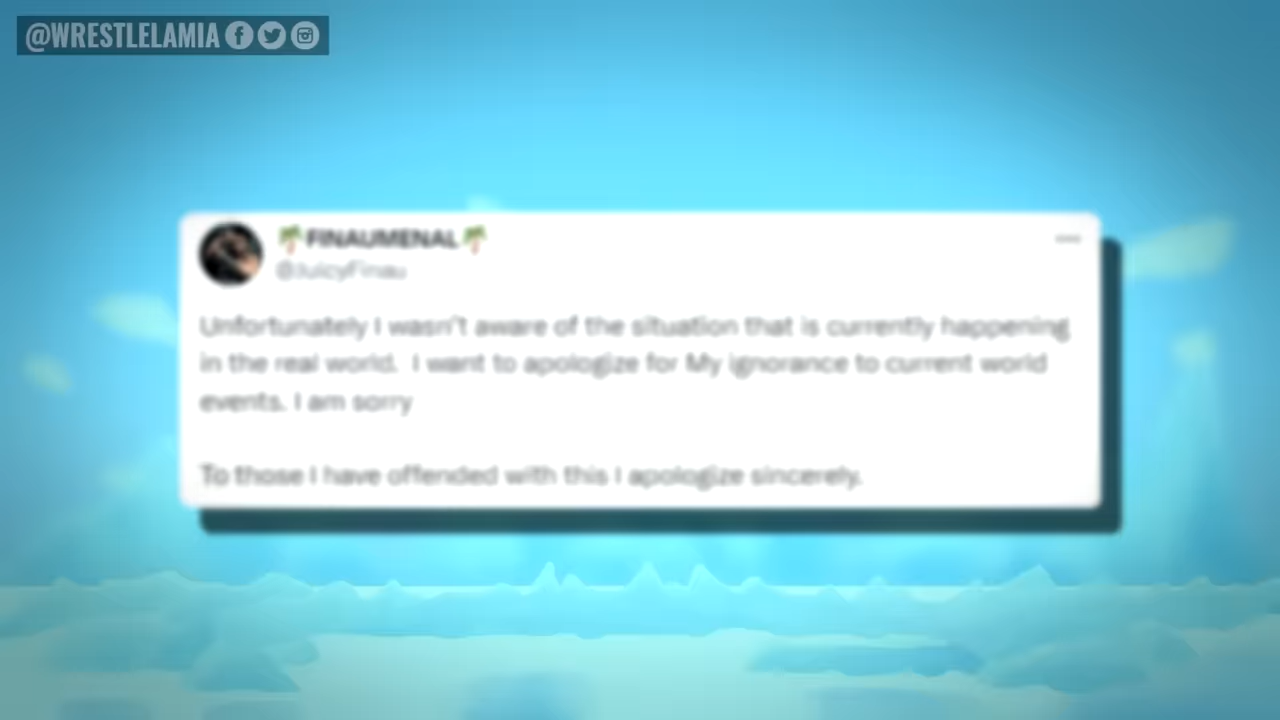 @WRESTLELAMIA
🌴FINAUMENAL🌴
@JuicyFinau
Unfortunately I wasn't aware of the situation that is currently happening
in the real world.  I want to apologize for My ignorance to current world
events. I am sorry
To those I have offended with this I apologize sincerely.